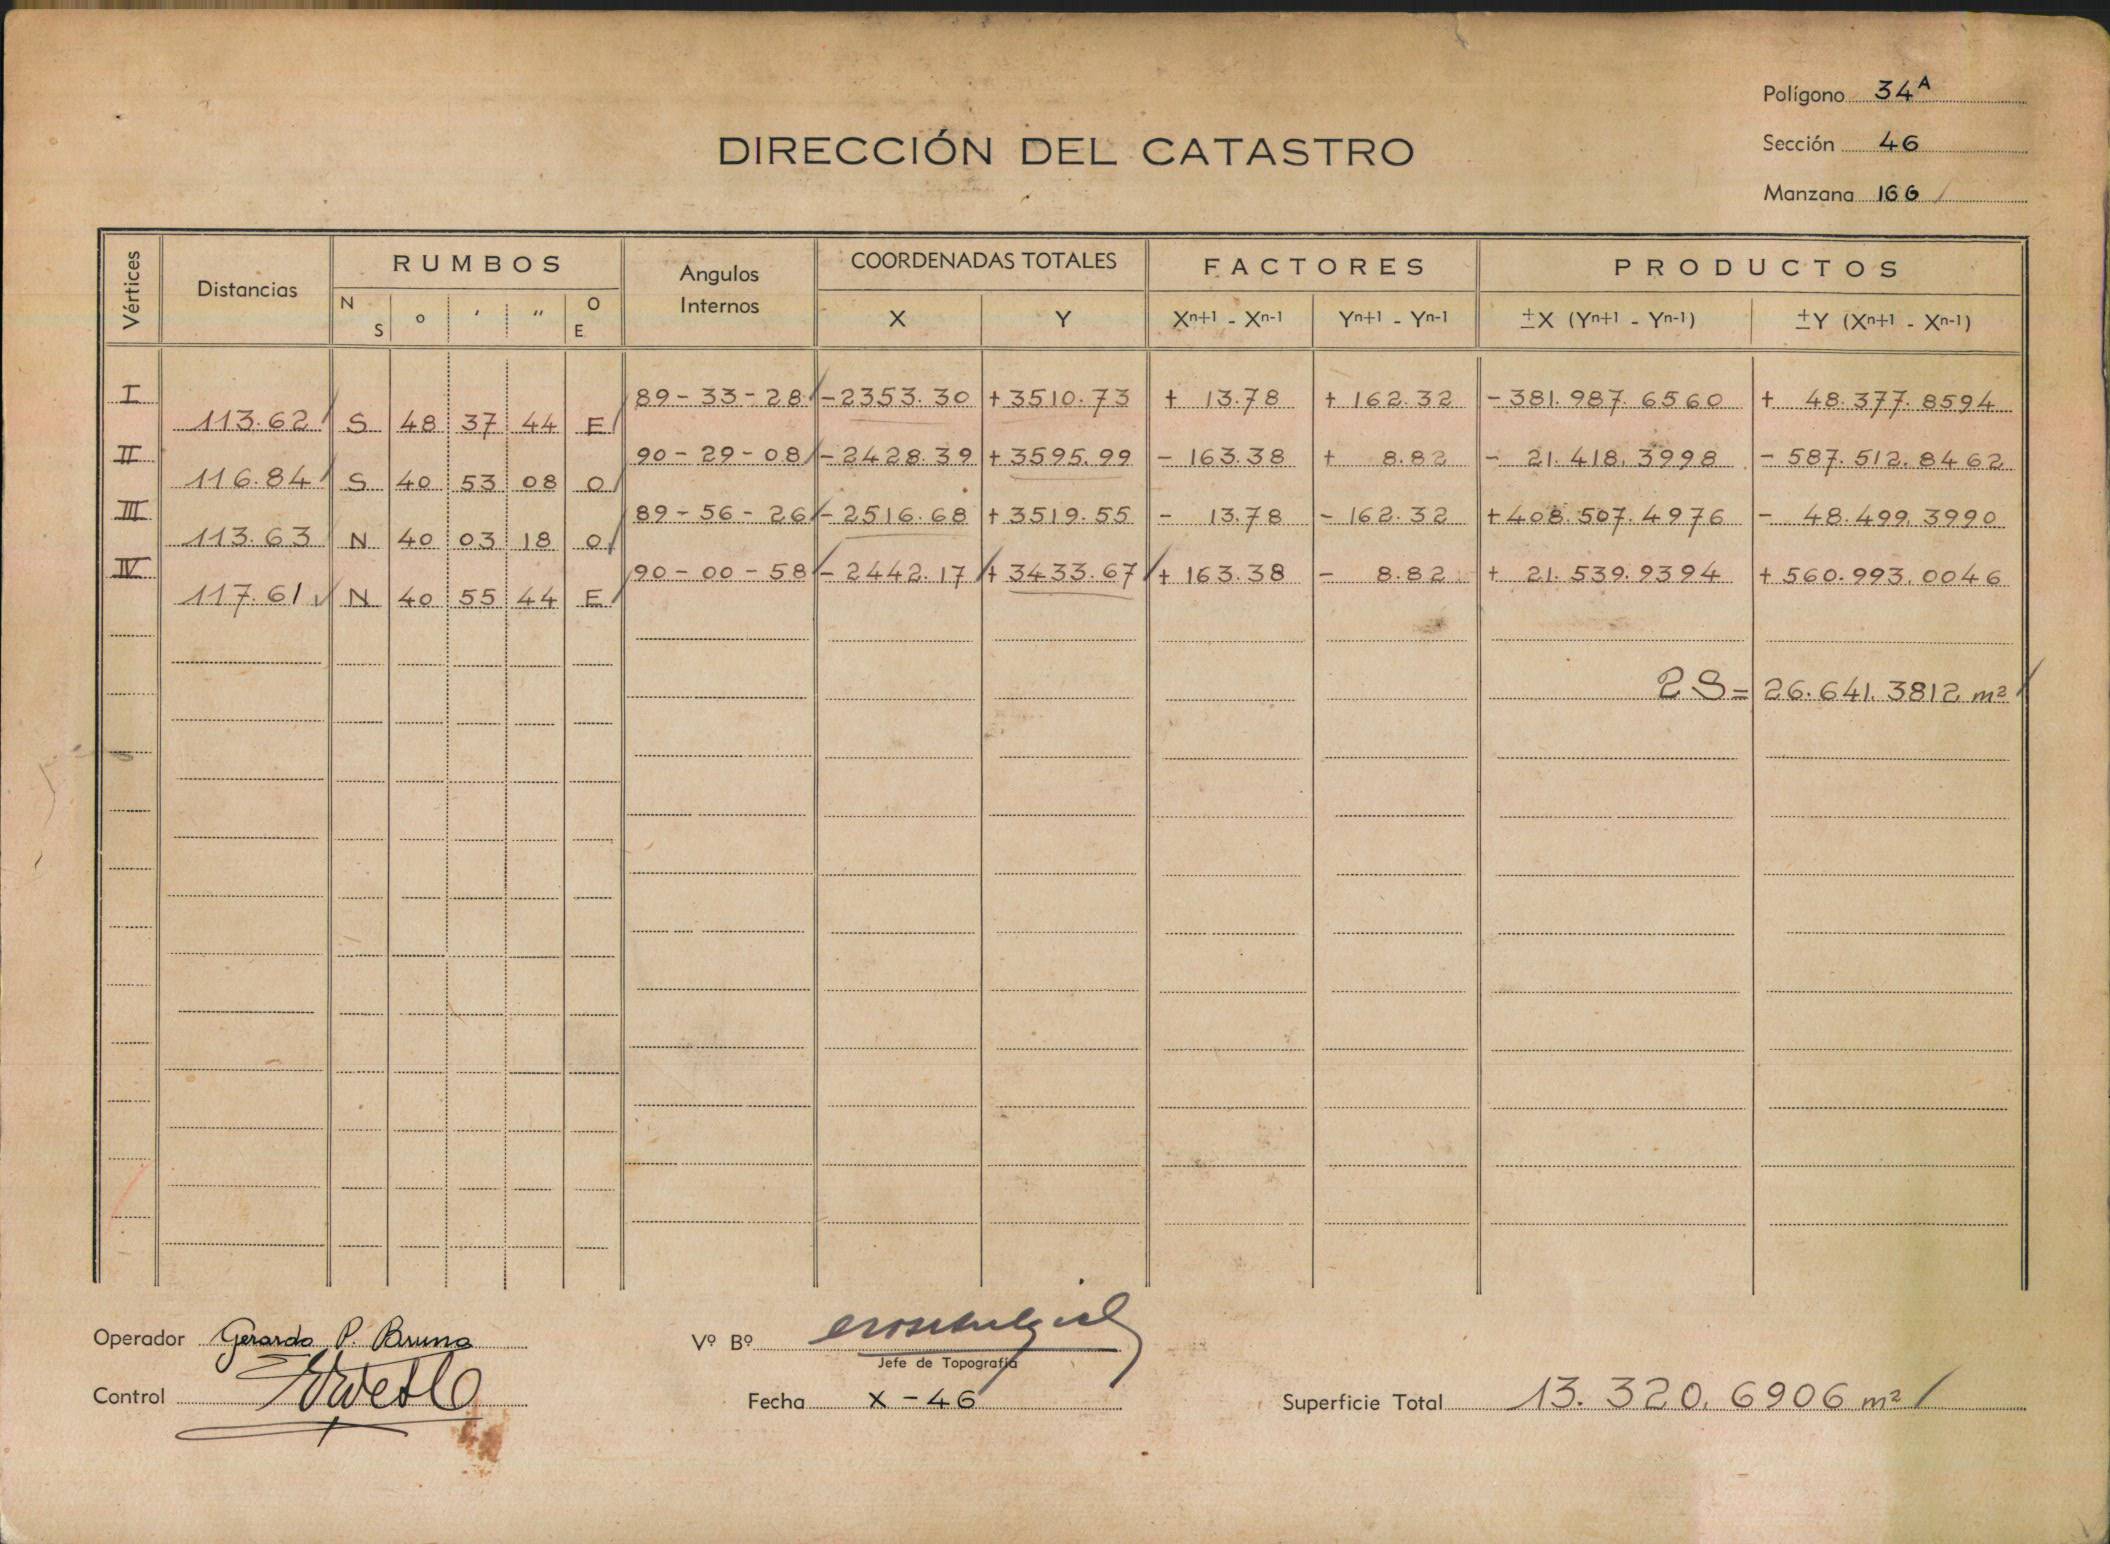 Polígono 34A
DIRECCIÓN DEL CATASTRO
Sección 46
Manzana 166
Vértices Distancias RUMBOS Angulos Internos COORDENADAS TOTALES FACTORES PRODUCTOS
N S ° ' " O E X Y Xn+1 - Xn-1 Yn+1 - Yn-1 ±X (Yn+1 - Yn-1) ±Y (Xn+1 - Xn-1)
I 89-33-28 -2353.30 +3510.73 + 13.78 + 162.32 -381.987.6560 + 48.377.8594
113.62 S 48 37 44 E
II 90-29-08 -2428.39 +3595.99 - 163.38 + 8.82 - 21.418.3998 - 587.512.8462
116.84 S 40 53 08 O
III 89-56-26 -2516.68 +3519.55 - 13.78 - 162.32 +408.507.4976 - 48.499.3990
113.63 N 40 03 18 O
IV 90-00-58 -2442.17 +3433.67 + 163.38 - 8.82 + 21.539.9394 + 560.993.0046
117.61 N 40 55 44 E
2S= 26.641.3812 m²
Operador Gerardo P. Bruno Vº Bº
Jefe de Topografía
Control Fecha X-46 Superficie Total 13.320.6906 m²